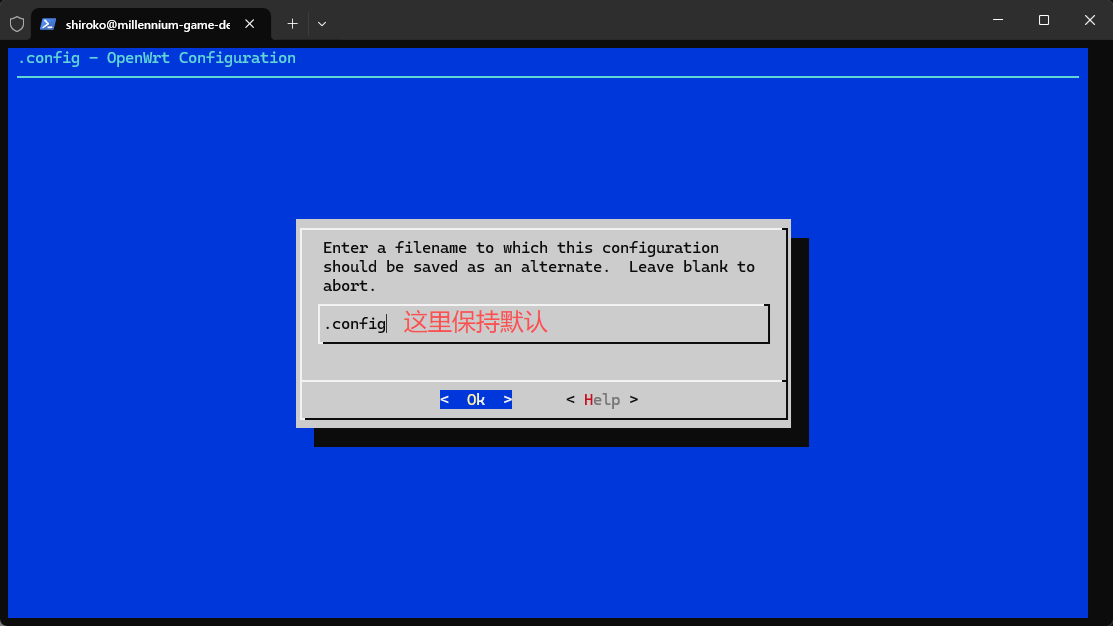 shiroko@millennium-game-de
.config - OpenWrt Configuration
Enter a filename to which this configuration
should be saved as an alternate.  Leave blank to
abort.
.config 这里保持默认
<  Ok  > < Help >